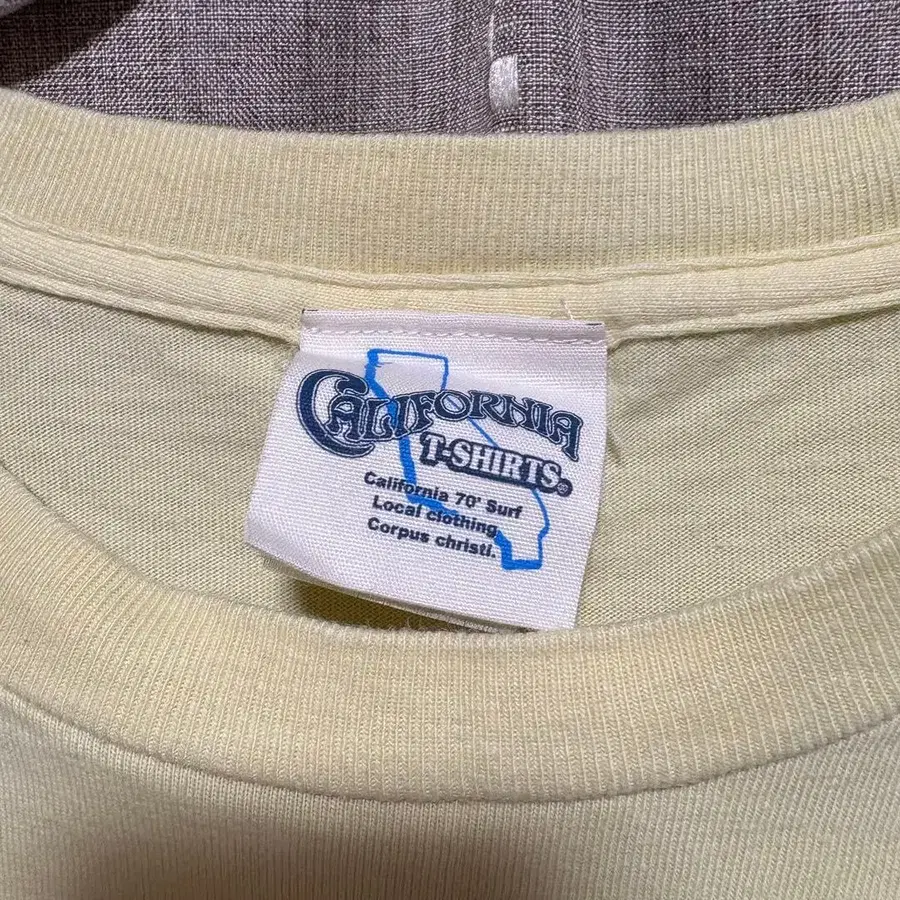 CALIFORNIA
T-SHIRTS®
California 70' Surf
Local clothing
Corpus christi.